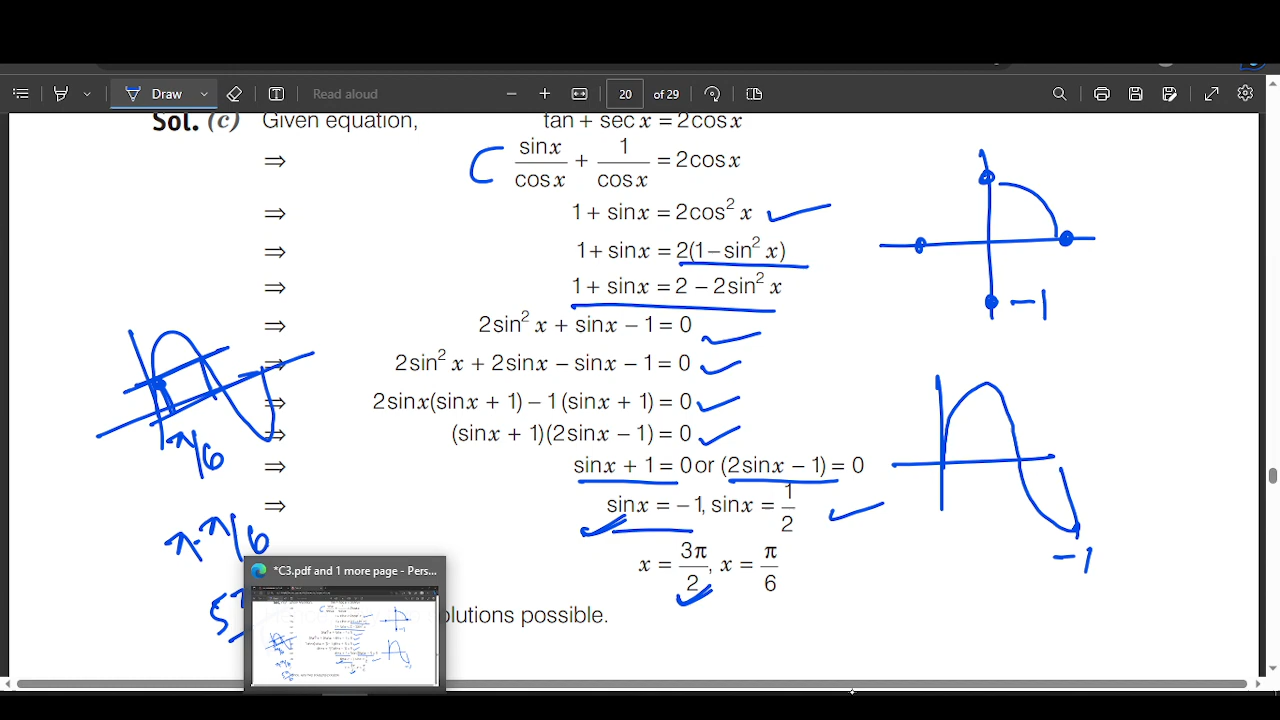 Draw
Read aloud
20 of 29
Sol. (c) Given equation, tan + sec x = 2cos x
⇒ C sin x / cos x + 1 / cos x = 2cos x
⇒ 1 + sin x = 2cos² x
⇒ 1 + sin x = 2(1 – sin² x)
⇒ 1 + sin x = 2 – 2sin² x
⇒ 2sin² x + sin x – 1 = 0
⇒ 2sin² x + 2sin x – sin x – 1 = 0
⇒ 2sin x(sin x + 1) – 1(sin x + 1) = 0
⇒ (sin x + 1)(2sin x – 1) = 0
⇒ sin x + 1 = 0 or (2sin x – 1) = 0
⇒ sin x = – 1, sin x = 1/2
x = 3π/2, x = π/6
olutions possible.
–1
–1
π/6
π-π/6
*C3.pdf and 1 more page - Pers...